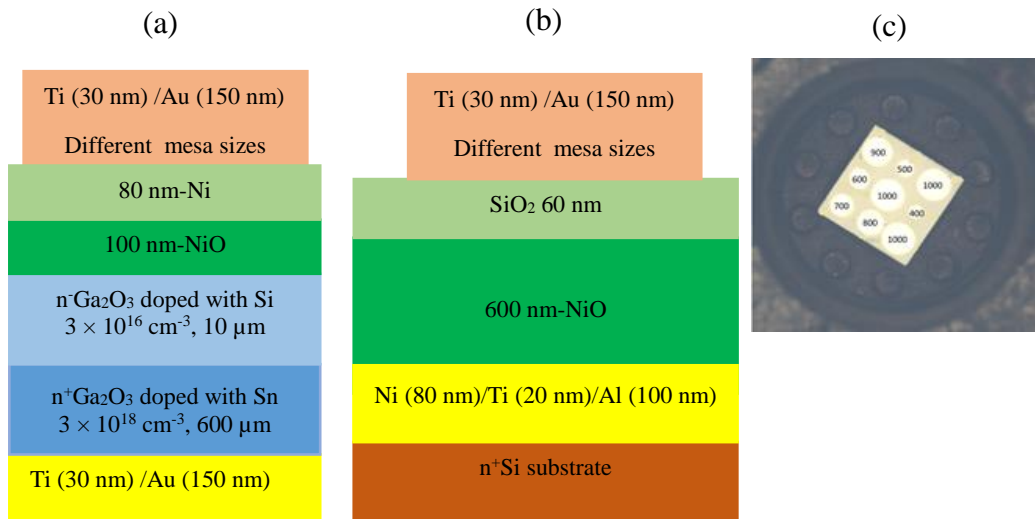 (a)
Ti (30 nm) /Au (150 nm)
Different mesa sizes
80 nm-Ni
100 nm-NiO
n⁻Ga₂O₃ doped with Si
3 × 10¹⁶ cm⁻³, 10 µm
n⁺Ga₂O₃ doped with Sn
3 × 10¹⁸ cm⁻³, 600 µm
Ti (30 nm) /Au (150 nm)
(b)
Ti (30 nm) /Au (150 nm)
Different mesa sizes
SiO₂ 60 nm
600 nm-NiO
Ni (80 nm)/Ti (20 nm)/Al (100 nm)
n⁺Si substrate
(c)
900
500
600
1000
1000
700
400
800
1000